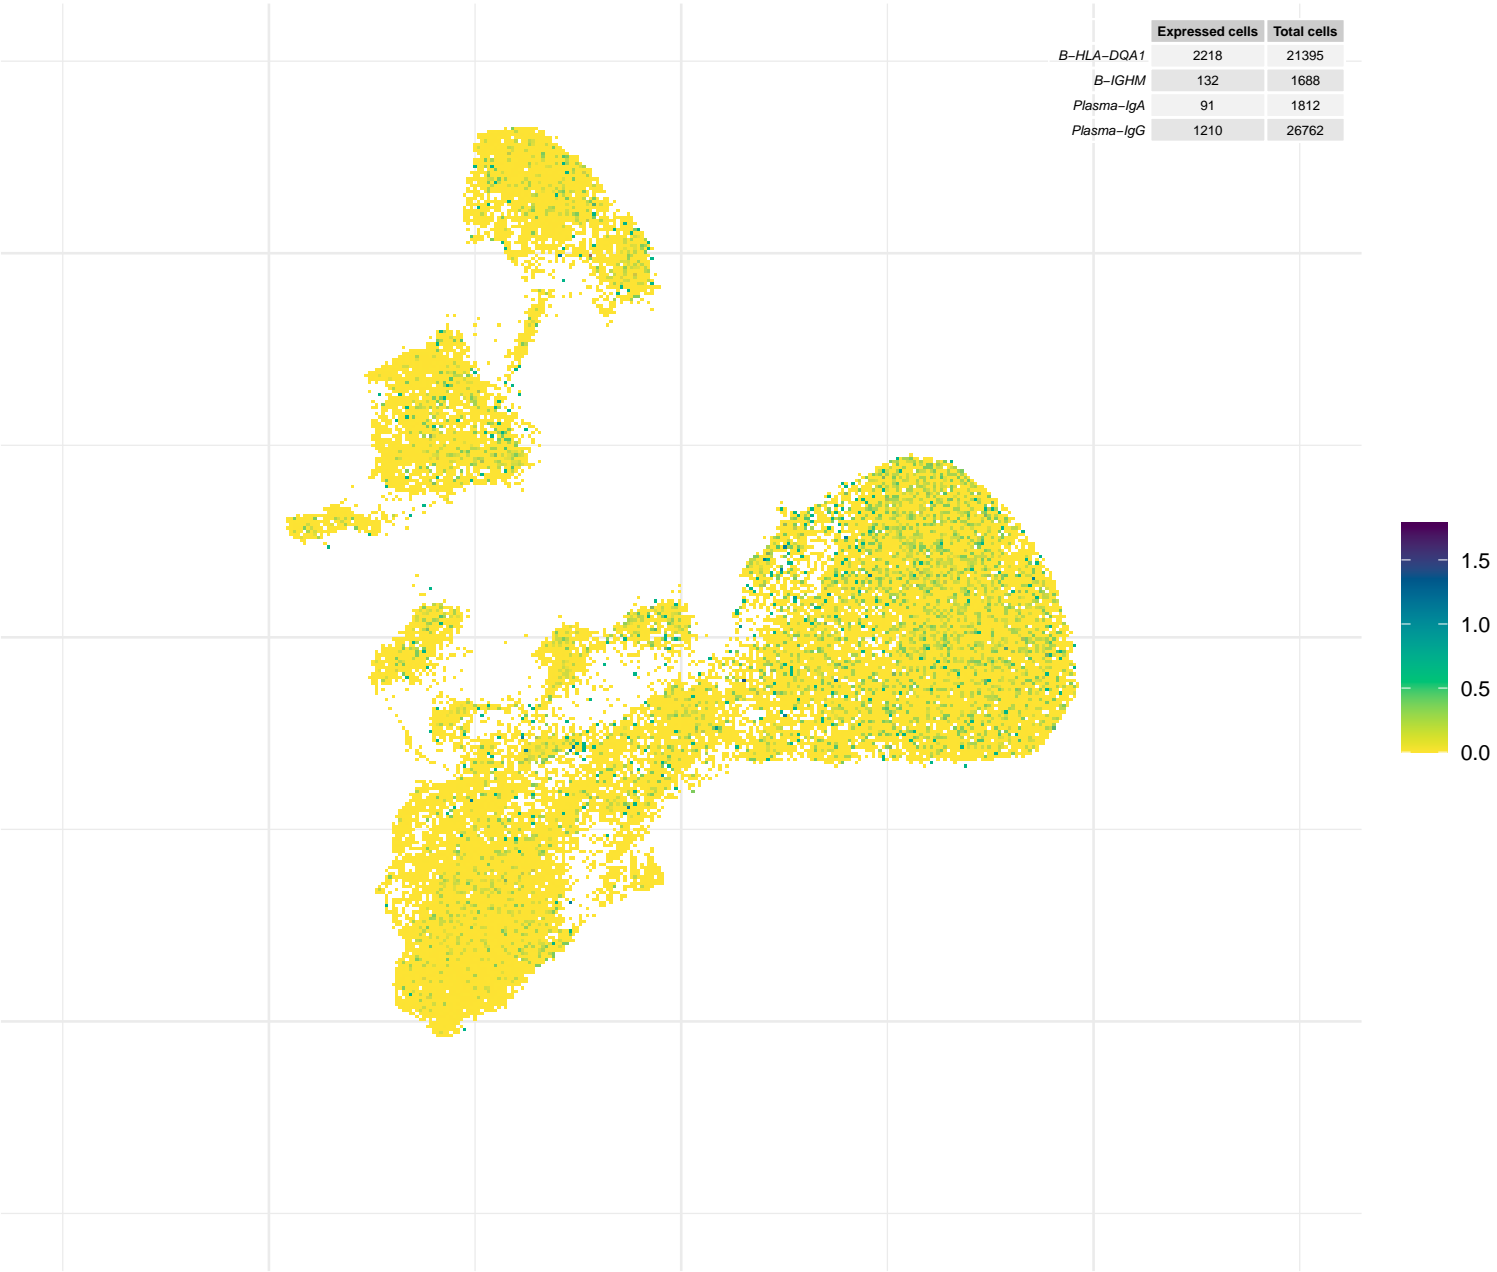 Expressed cells Total cells
B−HLA−DQA1 2218 21395
B−IGHM 132 1688
Plasma−IgA 91 1812
Plasma−IgG 1210 26762
1.5
1.0
0.5
0.0